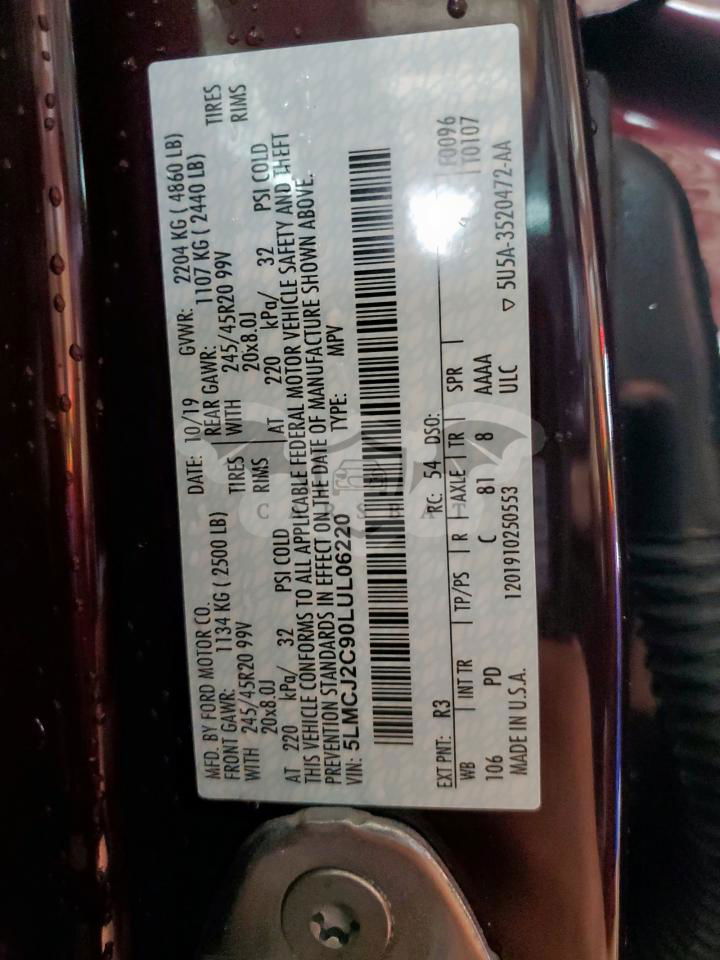 MFD. BY FORD MOTOR CO.
DATE: 10/19
GVWR: 2204 KG ( 4860 LB)
FRONT GAWR: 1134 KG ( 2500 LB)
REAR GAWR: 1107 KG ( 2440 LB)
WITH 245/45R20 99V TIRES
WITH 245/45R20 99V TIRES
20x8.0J RIMS
20x8.0J RIMS
AT 220 kPa/ 32 PSI COLD
AT 220 kPa/ 32 PSI COLD
THIS VEHICLE CONFORMS TO ALL APPLICABLE FEDERAL MOTOR VEHICLE SAFETY AND THEFT
PREVENTION STANDARDS IN EFFECT ON THE DATE OF MANUFACTURE SHOWN ABOVE.
VIN: 5LMCJ2C90LUL06220
TYPE: MPV
EXT PNT: R3 RC: 54 DSO: F0096
WB INT TR TP/PS R AXLE TR SPR T0107
106 PD C 81 8 AAAA
MADE IN U.S.A. 1201910250553 ULC
▽ 5U5A-3520472-AA
CARSBAT